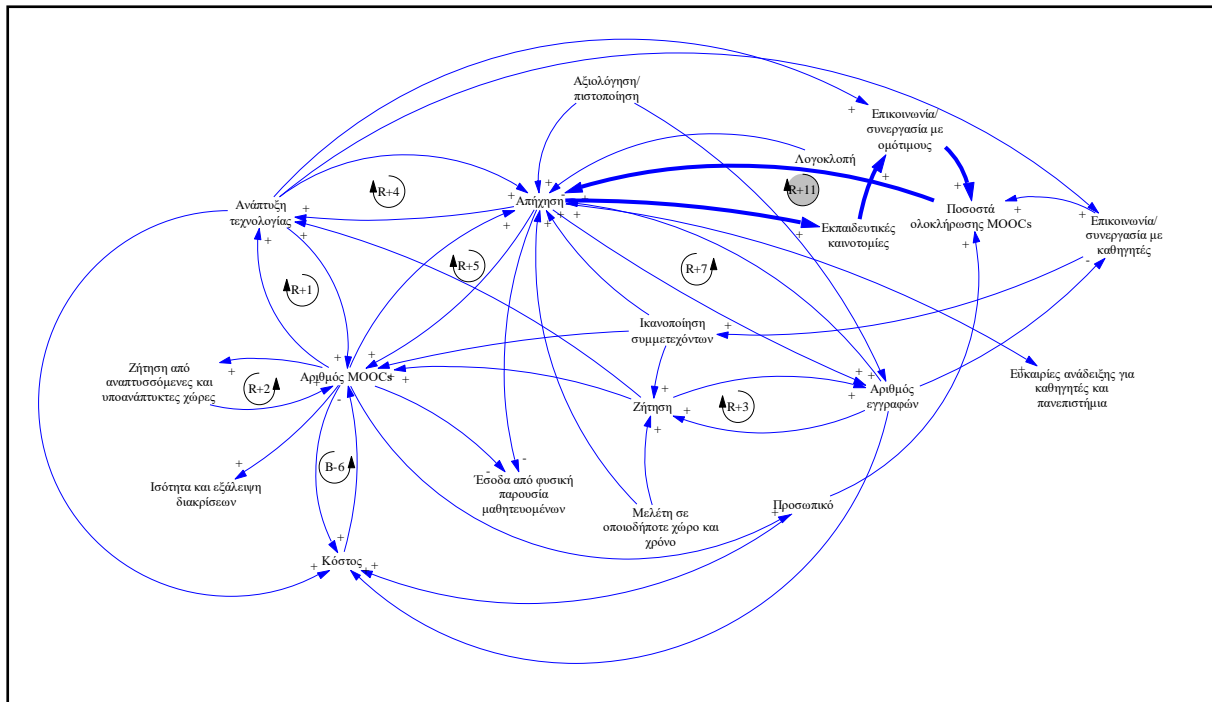 Αξιολόγηση/
πιστοποίηση
Επικοινωνία/
συνεργασία με
ομότιμους
Λογοκλοπή
R+4
R+11
Ανάπτυξη
τεχνολογίας
Απήχηση
Εκπαιδευτικές
καινοτομίες
Ποσοστά
ολοκλήρωσης MOOCs
Επικοινωνία/
συνεργασία με
καθηγητές
R+5
R+7
R+1
Ικανοποίηση
συμμετεχόντων
Ζήτηση από
αναπτυσσόμενες και
υποανάπτυκτες χώρες
R+2
Αριθμός MOOCs
Ζήτηση
R+3
Αριθμός
εγγραφών
Ευκαιρίες ανάδειξης για
καθηγητές και
πανεπιστήμια
B-6
Ισότητα και εξάλειψη
διακρίσεων
Έσοδα από φυσική
παρουσία
μαθητευομένων
Μελέτη σε
οποιοδήποτε χώρο και
χρόνο
Προσωπικό
Κόστος